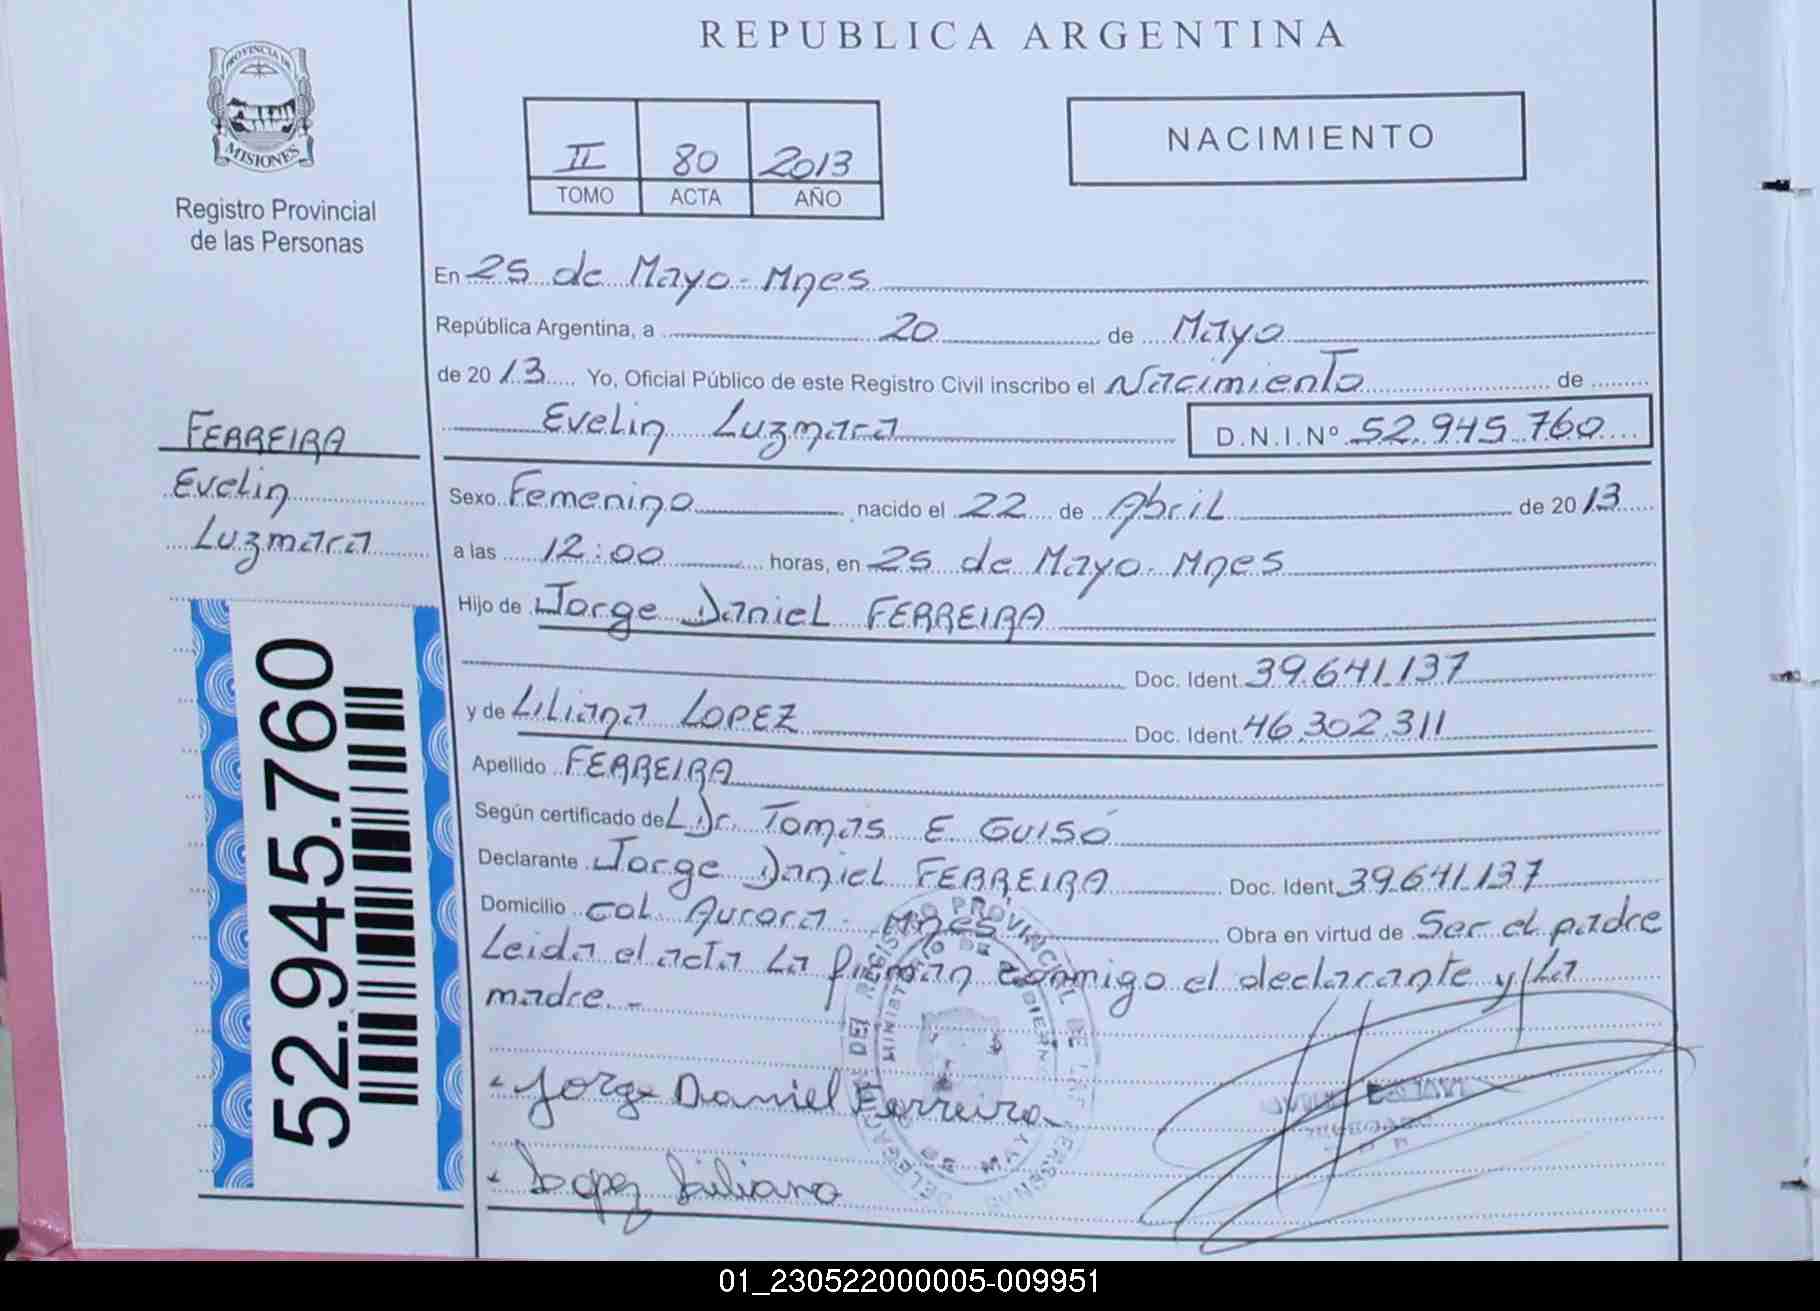 REPUBLICA ARGENTINA
PROVINCIA DE
MISIONES
Registro Provincial
de las Personas
II 80 2013
TOMO ACTA AÑO
NACIMIENTO
En 25 de Mayo - Mnes
República Argentina, a 20 de Mayo
de 2013 Yo, Oficial Público de este Registro Civil inscribo el Nacimiento de
Evelin Luzmara D.N.I.Nº 52.945.760
FERREIRA
Evelin
Luzmara
52.945.760
Sexo Femenino nacido el 22 de Abril de 2013
a las 12:00 horas, en 25 de Mayo - Mnes
Hijo de Jorge Daniel FERREIRA
Doc. Ident. 39.641.137
y de Liliana LOPEZ Doc. Ident. 46.302.311
Apellido FERREIRA
Según certificado del Dr. Tomas E Guisó
Declarante Jorge Daniel FERREIRA Doc. Ident. 39.641.137
Domicilio col. Aurora - Mnes Obra en virtud de Ser el padre
Leida el acta La firman conmigo el declarante y La
madre. -
Jorge Daniel Ferreira
Lopez Liliana
01_230522000005-009951